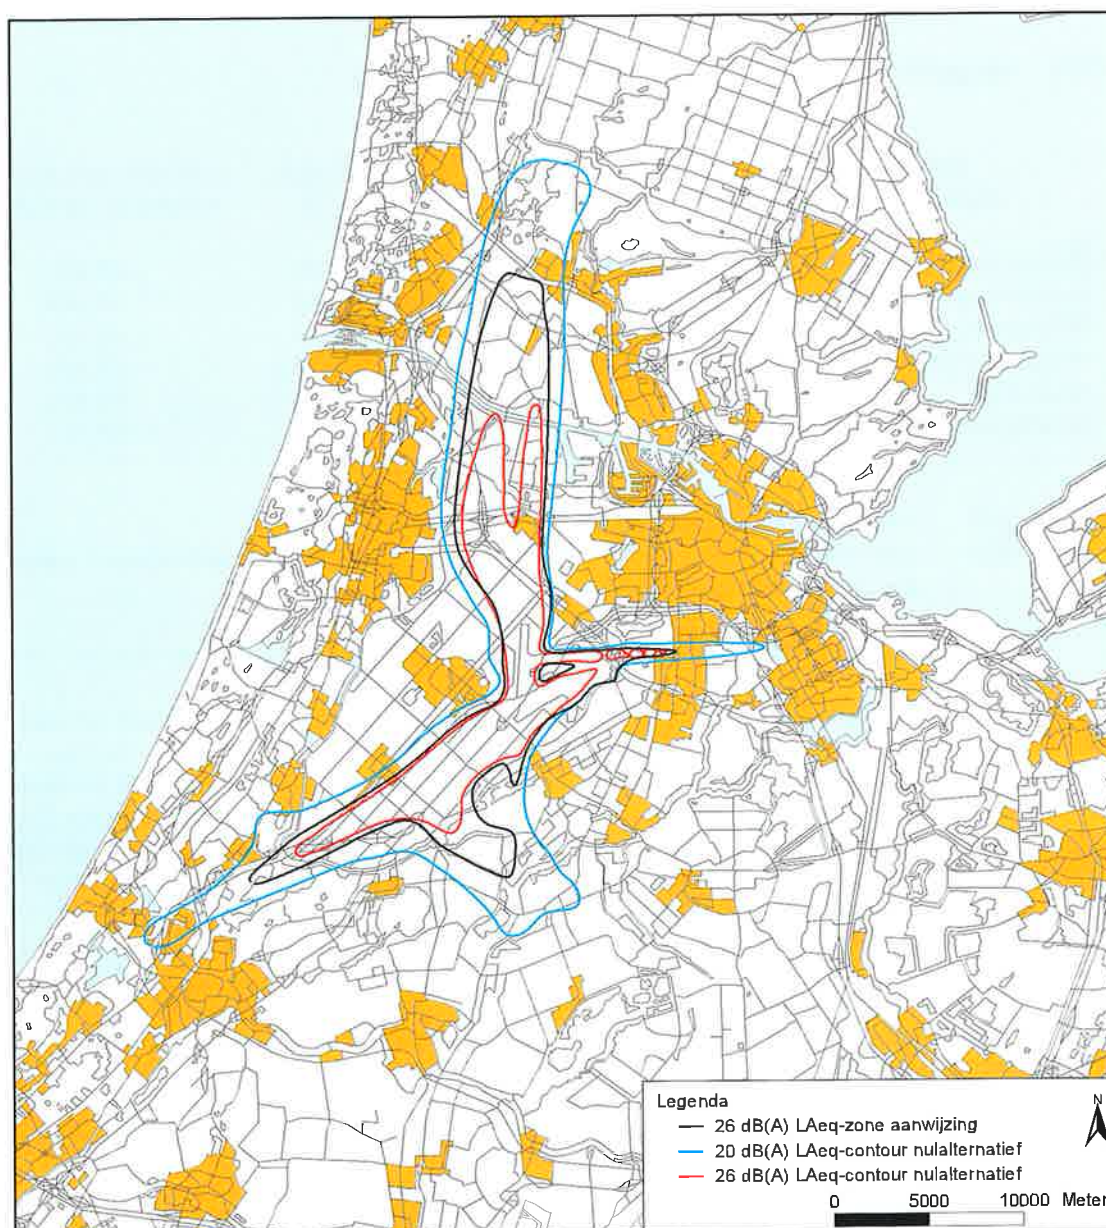 Legenda
26 dB(A) LAeq-zone aanwijzing
20 dB(A) LAeq-contour nulalternatief
26 dB(A) LAeq-contour nulalternatief
0 5000 10000 Meter
N